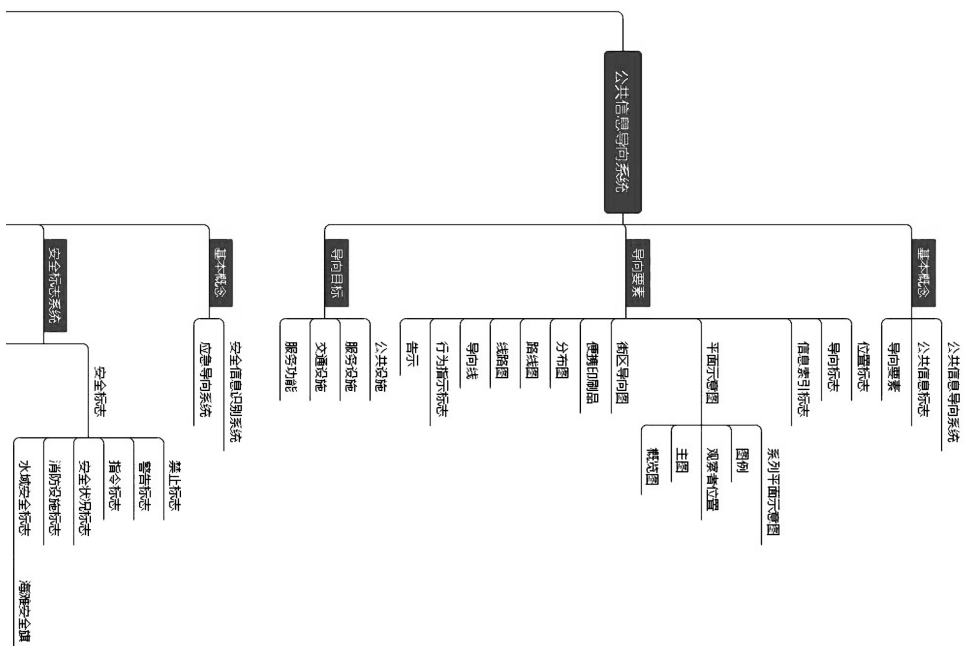 公共信息导向系统
基本概念
公共信息导向系统
公共信息标志
导向要素
导向要素
位置标志
导向标志
信息索引标志
平面示意图
系列平面示意图
图例
观察者位置
主图
概览图
街区导向图
便携印刷品
分布图
路线图
线路图
导向线
行为指示标志
告示
导向目标
公共设施
服务设施
交通设施
服务功能
基本概念
安全信息识别系统
应急导向系统
安全标志系统
安全标志
禁止标志
警告标志
指令标志
安全状况标志
消防设施标志
水域安全标志
海滩安全旗